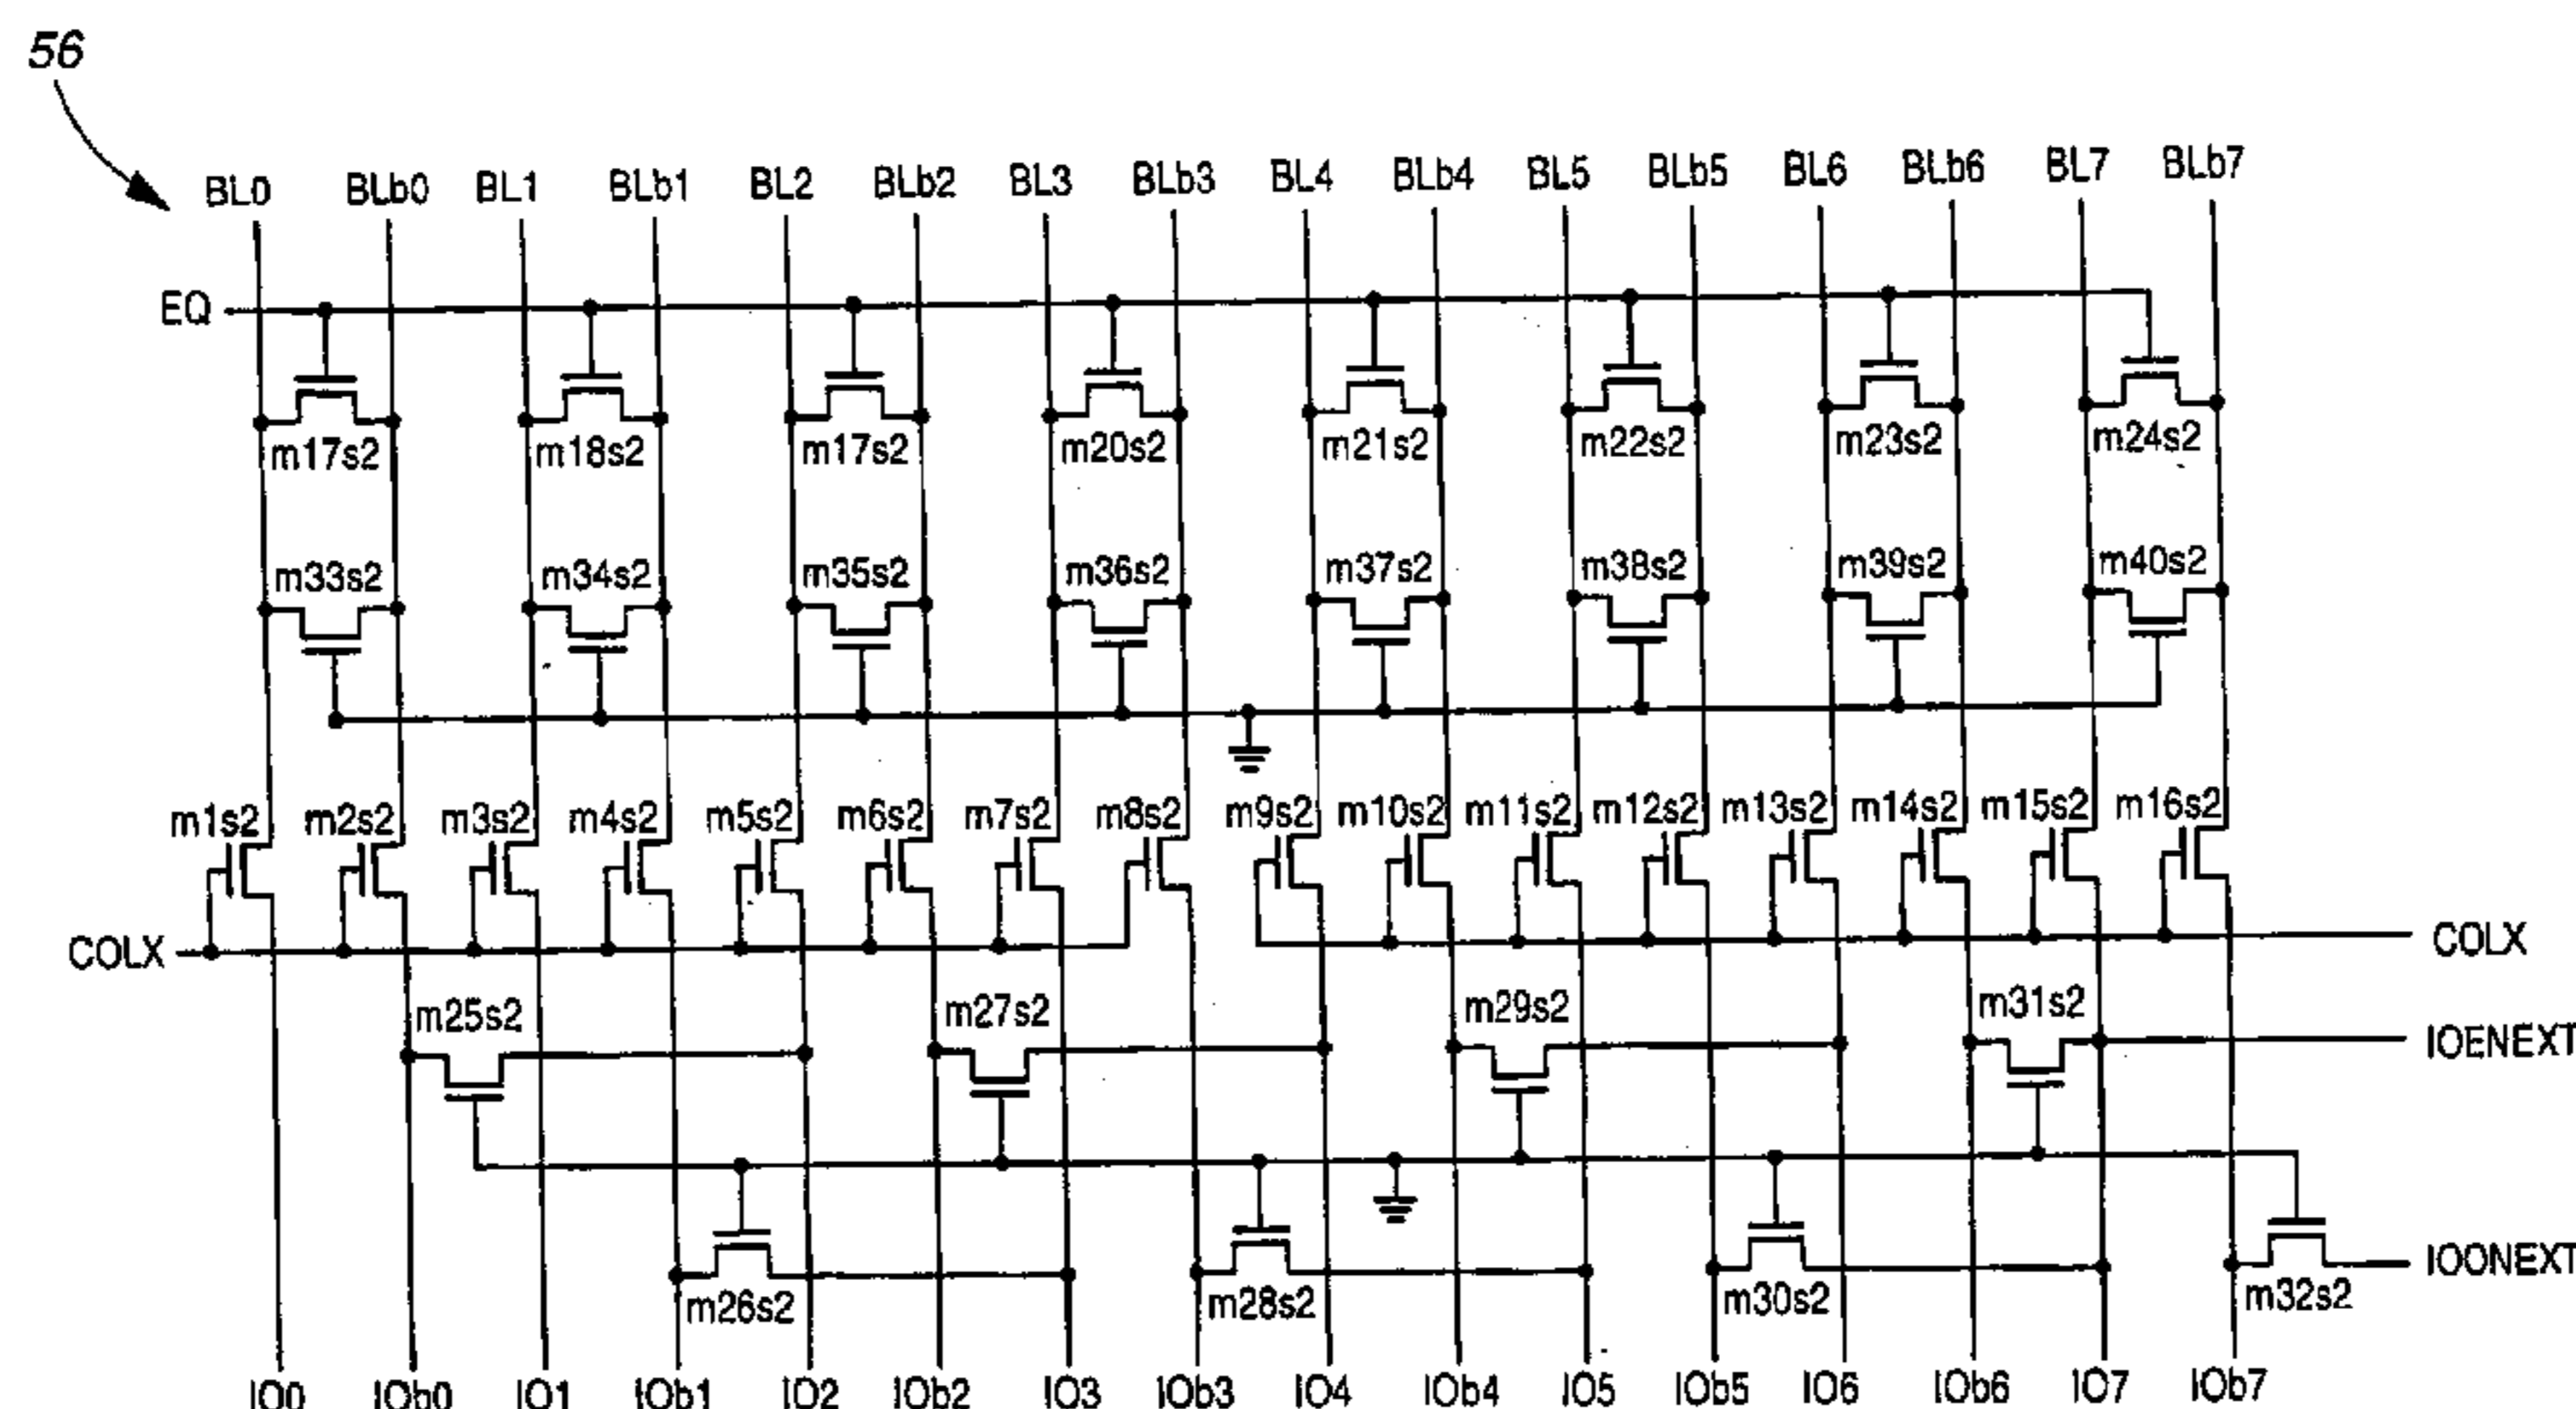 56
BL0 BLb0 BL1 BLb1 BL2 BLb2 BL3 BLb3 BL4 BLb4 BL5 BLb5 BL6 BLb6 BL7 BLb7
EQ
m17s2 m18s2 m17s2 m20s2 m21s2 m22s2 m23s2 m24s2
m33s2 m34s2 m35s2 m36s2 m37s2 m38s2 m39s2 m40s2
m1s2 m2s2 m3s2 m4s2 m5s2 m6s2 m7s2 m8s2 m9s2 m10s2 m11s2 m12s2 m13s2 m14s2 m15s2 m16s2
COLX COLX
m25s2 m27s2 m29s2 m31s2
IOENEXT
IOONEXT
m26s2 m28s2 m30s2 m32s2
IO0 IOb0 IO1 IOb1 IO2 IOb2 IO3 IOb3 IO4 IOb4 IO5 IOb5 IO6 IOb6 IO7 IOb7